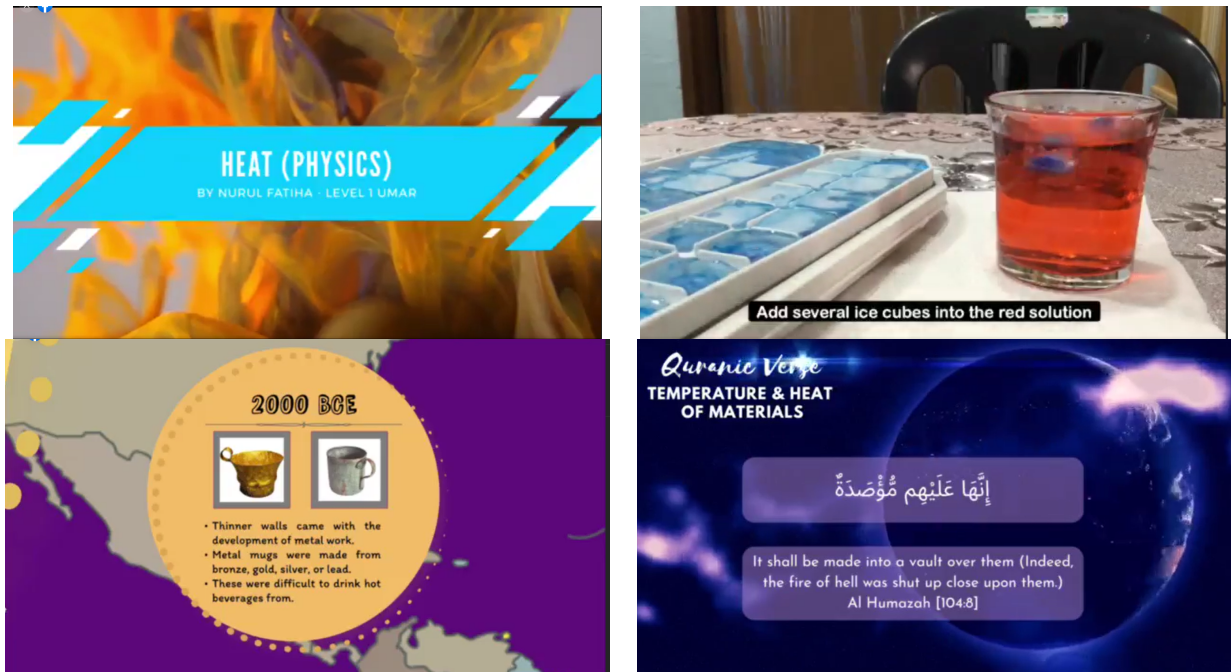 HEAT (PHYSICS)
BY NURUL FATIHA · LEVEL 1 UMAR
Add several ice cubes into the red solution
2000 BCE
• Thinner walls came with the
development of metal work.
• Metal mugs were made from
bronze, gold, silver, or lead.
• These were difficult to drink hot
beverages from.
Quranic Verse
TEMPERATURE & HEAT
OF MATERIALS
إِنَّهَا عَلَيْهِم مُّؤْصَدَةٌ
It shall be made into a vault over them (Indeed,
the fire of hell was shut up close upon them.)
Al Humazah [104:8]